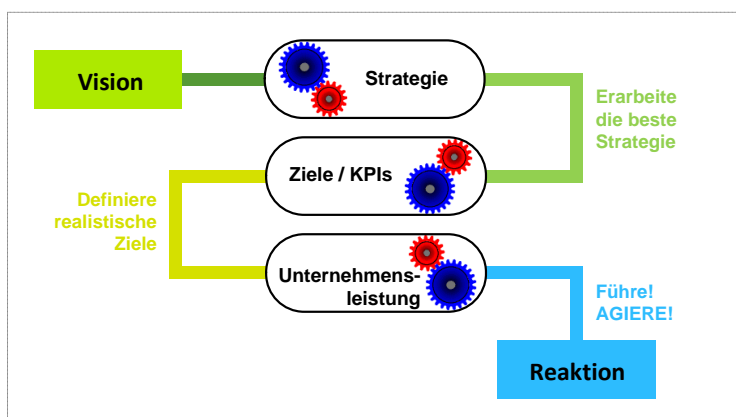 Vision
Strategie
Erarbeite
die beste
Strategie
Ziele / KPIs
Definiere
realistische
Ziele
Unternehmens-
leistung
Führe!
AGIERE!
Reaktion